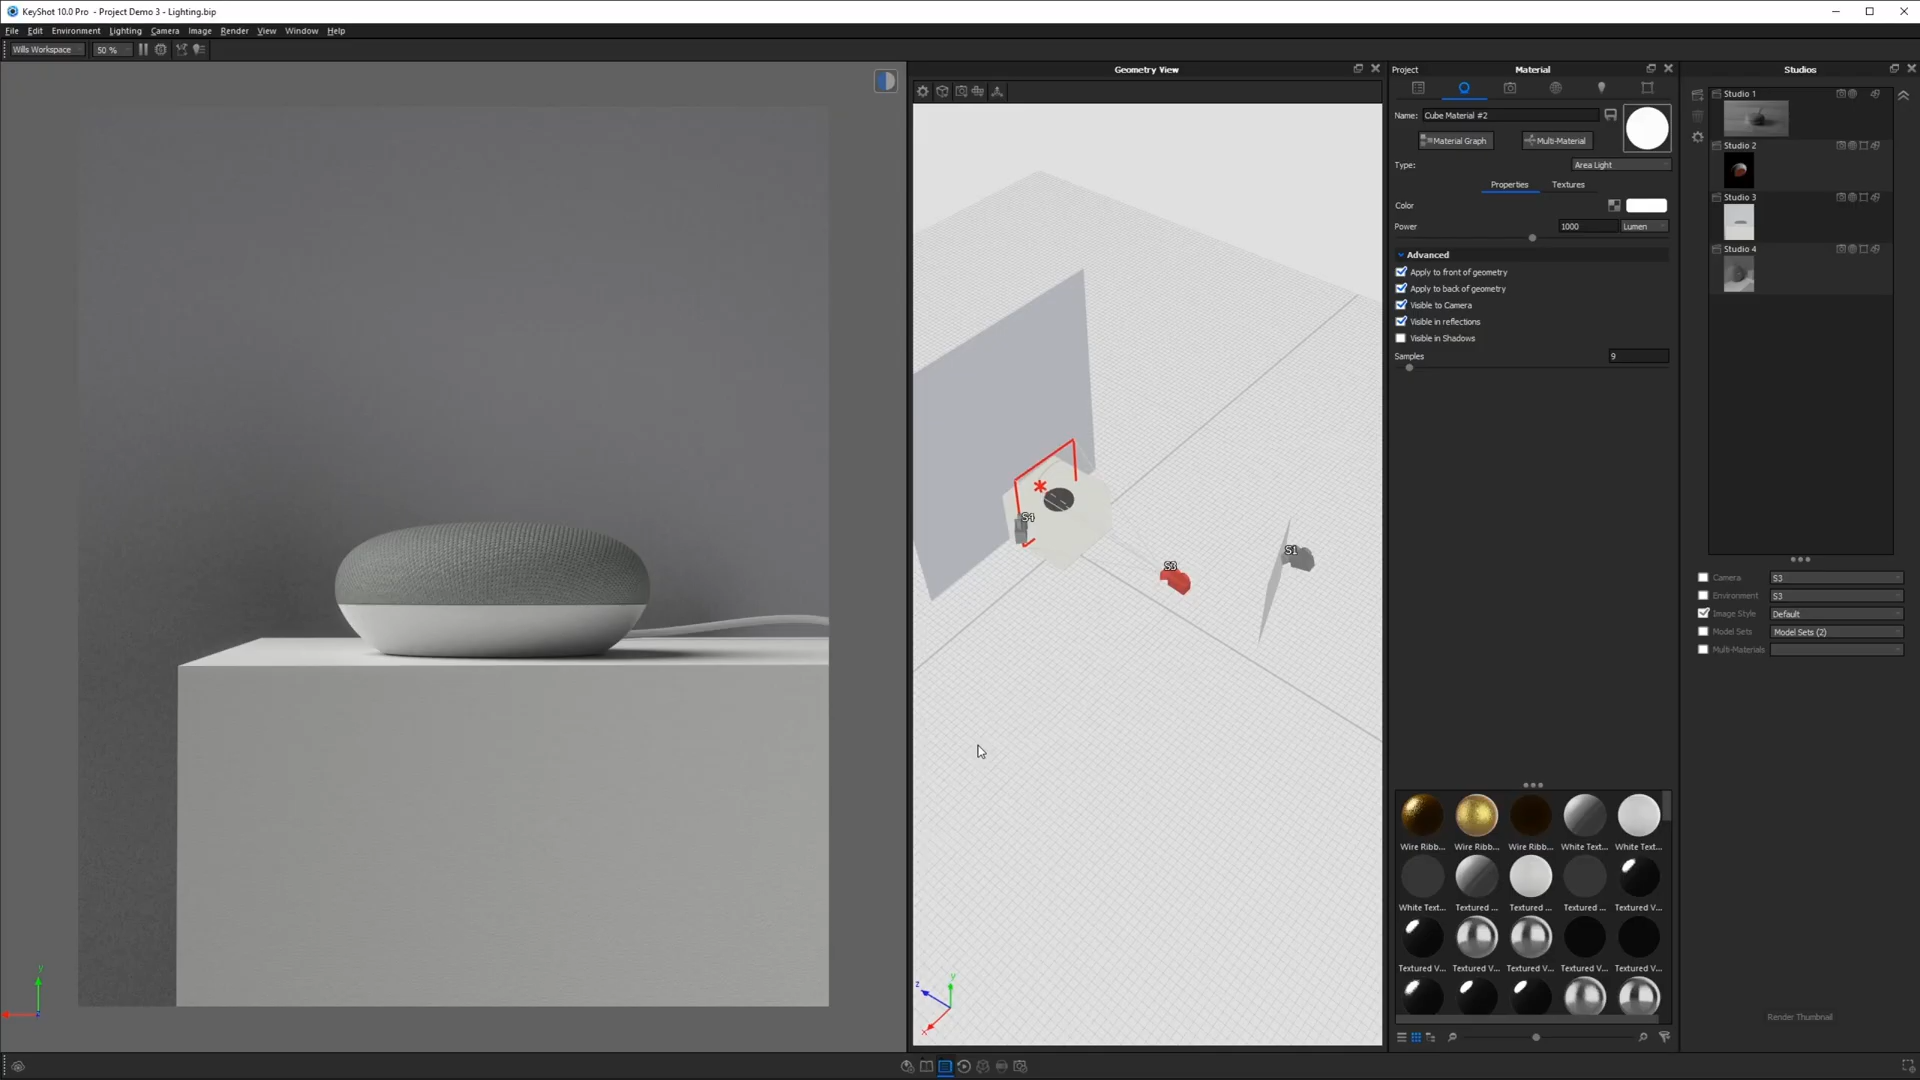 KeyShot 10.0 Pro - Project Demo 3 - Lighting.bip
File Edit Environment Lighting Camera Image Render View Window Help
Wills Workspace 50 %
Geometry View
S4
S3
S1
z y x
y
Project Material
Name: Cube Material #2
Material Graph Multi-Material
Type: Area Light
Properties Textures
Color
Power 1000 Lumen
Advanced
Apply to front of geometry
Apply to back of geometry
Visible to Camera
Visible in reflections
Visible in Shadows
Samples 9
Wire Ribb... Wire Ribb... Wire Ribb... White Text... White Text...
White Text... Textured ... Textured ... Textured ... Textured V...
Textured V... Textured V... Textured V... Textured V... Textured V...
Studios
Studio 1
Studio 2
Studio 3
Studio 4
Camera S3
Environment S3
Image Style Default
Model Sets Model Sets (2)
Multi-Materials
Render Thumbnail